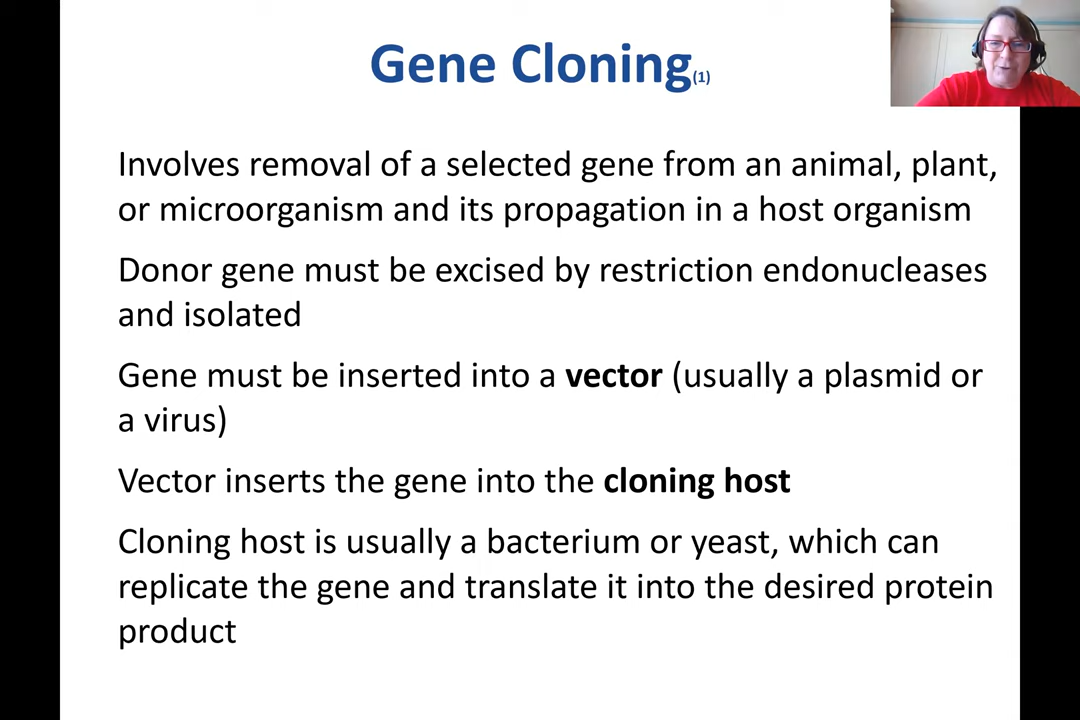 Gene Cloning(1)
Involves removal of a selected gene from an animal, plant,
or microorganism and its propagation in a host organism
Donor gene must be excised by restriction endonucleases
and isolated
Gene must be inserted into a vector (usually a plasmid or
a virus)
Vector inserts the gene into the cloning host
Cloning host is usually a bacterium or yeast, which can
replicate the gene and translate it into the desired protein
product